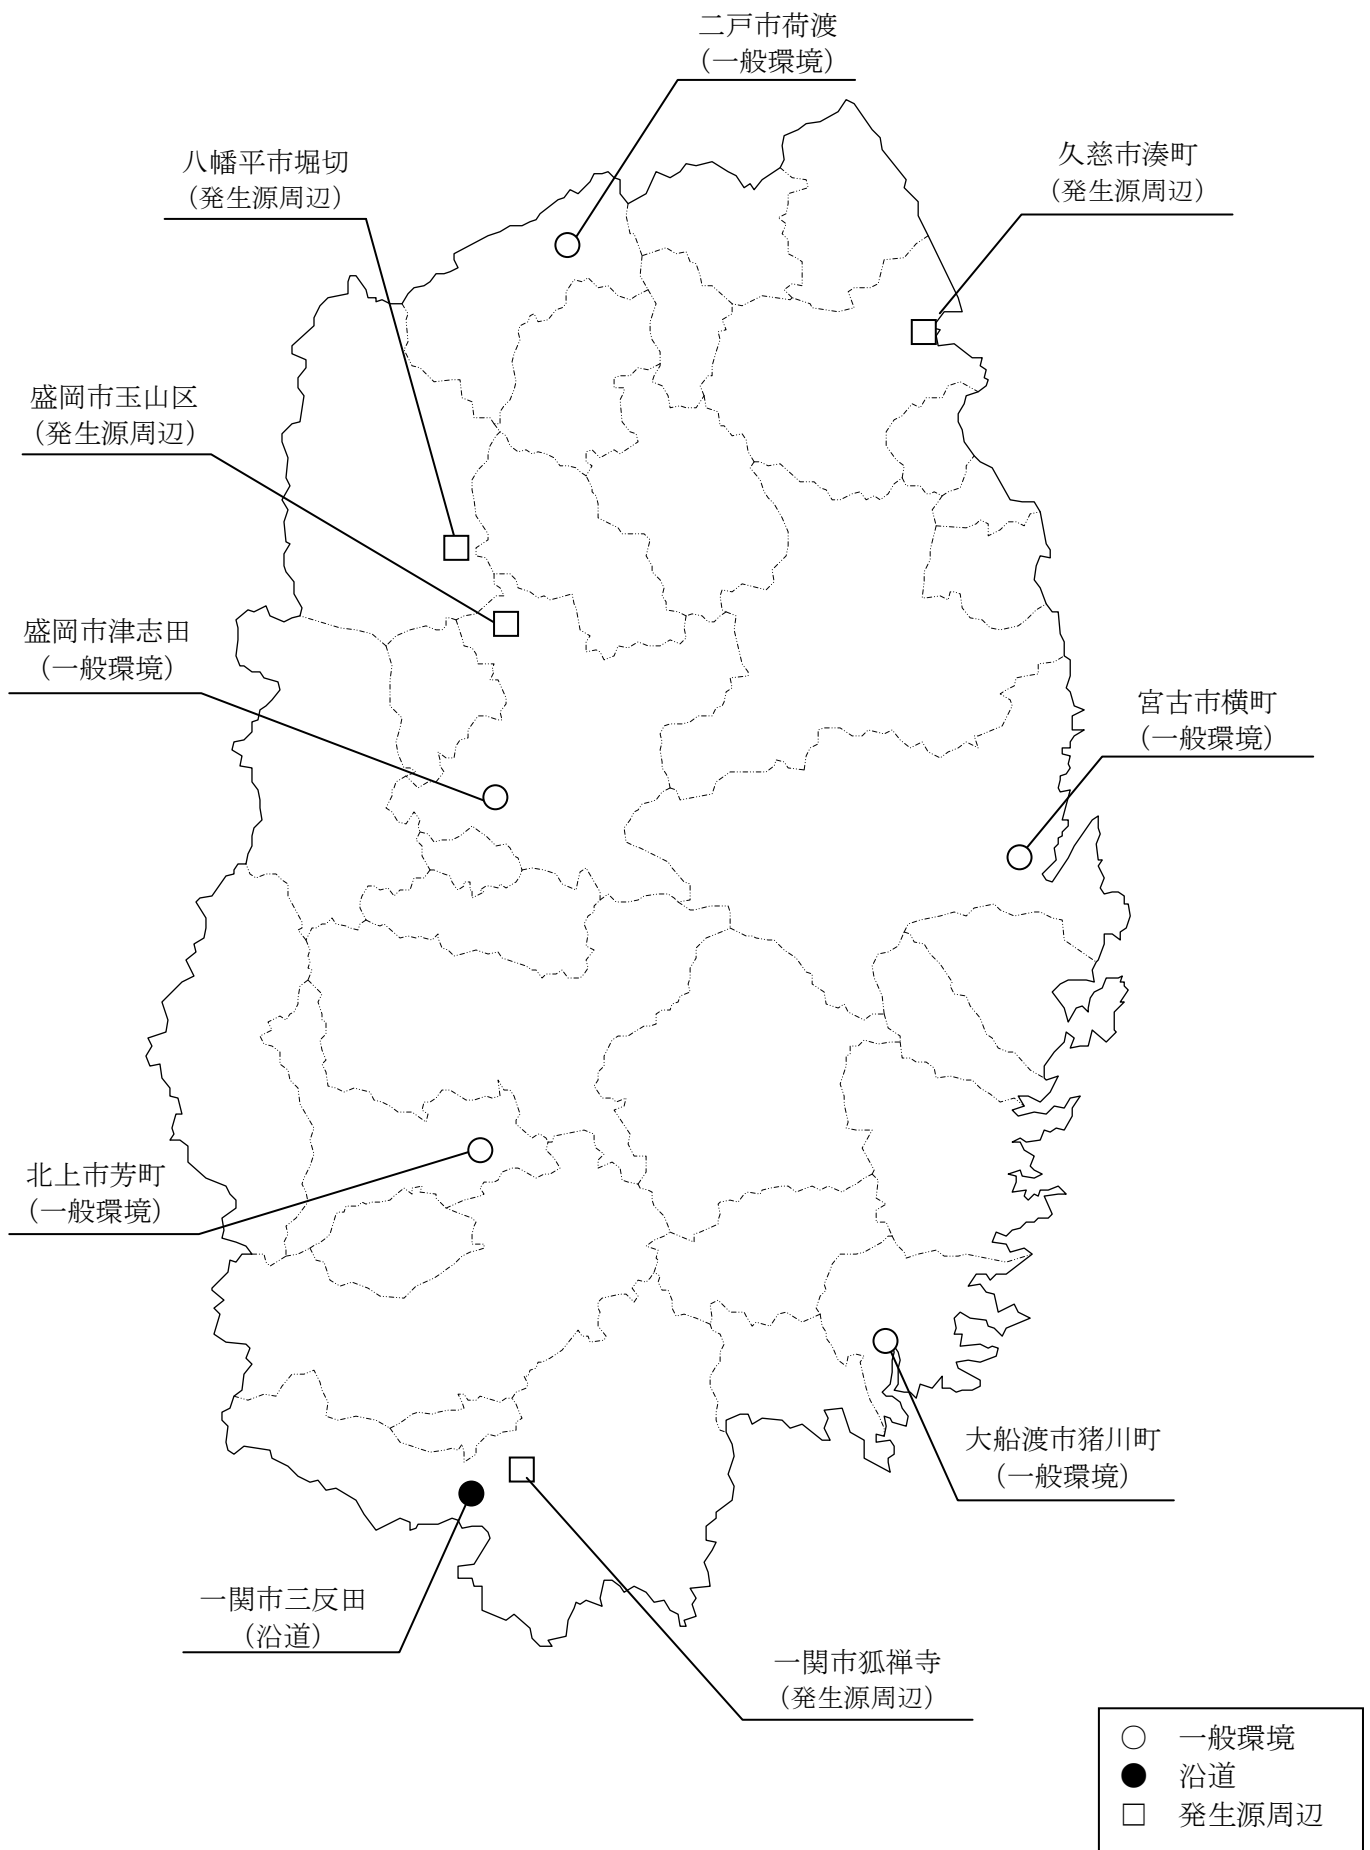 二戸市荷渡
(一般環境)
八幡平市堀切
(発生源周辺)
久慈市湊町
(発生源周辺)
盛岡市玉山区
(発生源周辺)
盛岡市津志田
(一般環境)
宮古市横町
(一般環境)
北上市芳町
(一般環境)
大船渡市猪川町
(一般環境)
一関市三反田
(沿道)
一関市狐禅寺
(発生源周辺)
○ 一般環境
● 沿道
□ 発生源周辺